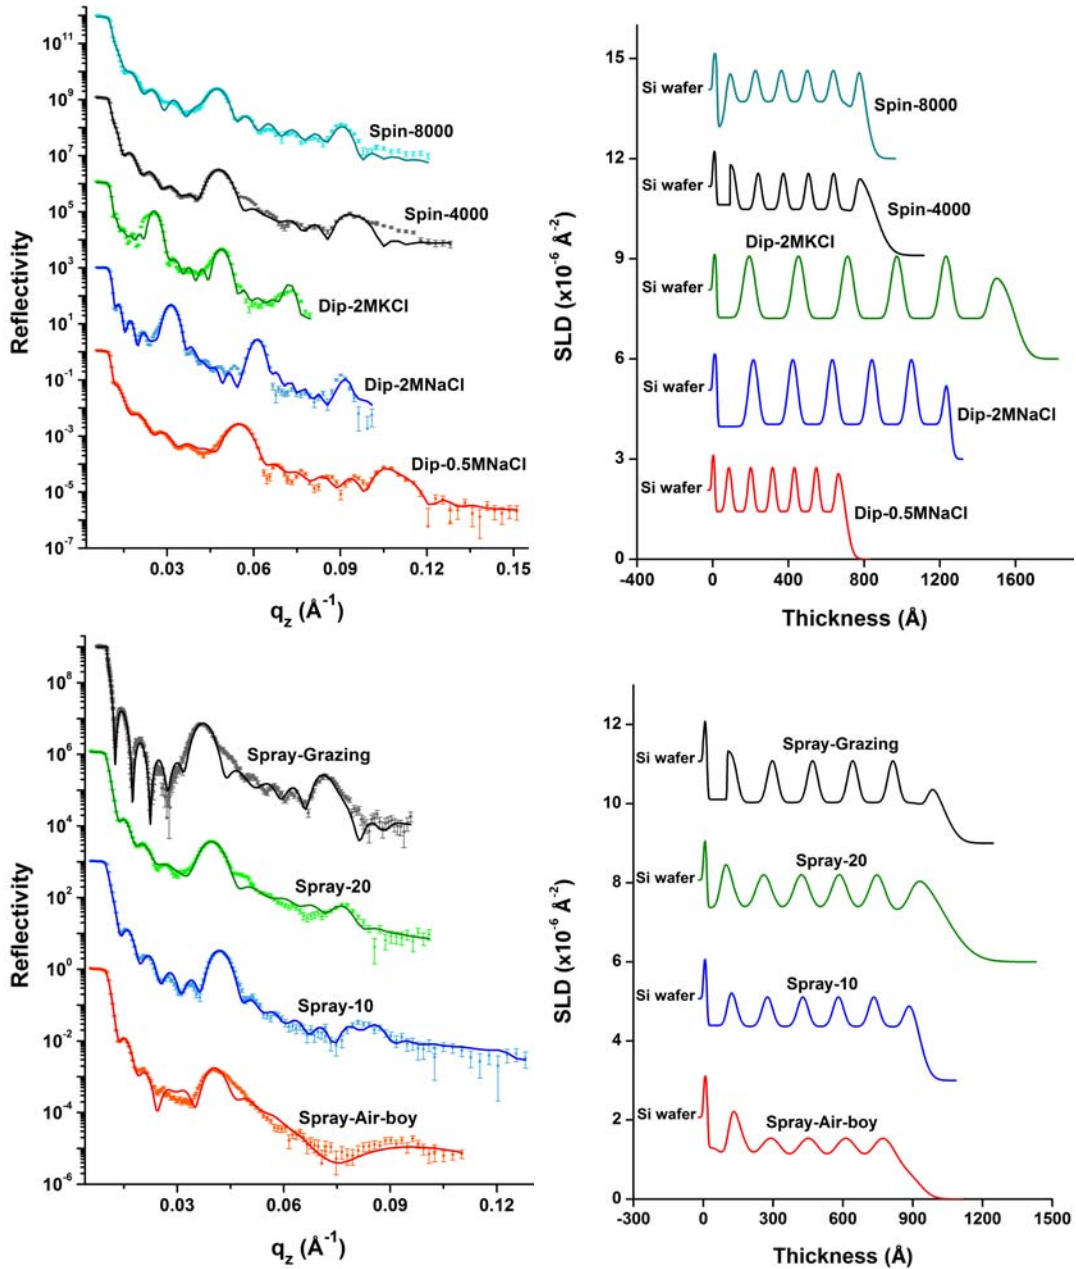 10¹¹
10⁹
10⁷
10⁵
10³
10¹
10⁻¹
10⁻³
10⁻⁵
10⁻⁷
Reflectivity
Spin-8000
Spin-4000
Dip-2MKCl
Dip-2MNaCl
Dip-0.5MNaCl
0.03 0.06 0.09 0.12 0.15
q_z (Å⁻¹)
15
12
9
6
3
0
SLD (x10⁻⁶ Å⁻²)
Si wafer
Spin-8000
Si wafer
Spin-4000
Dip-2MKCl
Si wafer
Si wafer
Dip-2MNaCl
Si wafer
Dip-0.5MNaCl
-400 0 400 800 1200 1600
Thickness (Å)
10⁸
10⁶
10⁴
10²
10⁰
10⁻²
10⁻⁴
10⁻⁶
Reflectivity
Spray-Grazing
Spray-20
Spray-10
Spray-Air-boy
0.03 0.06 0.09 0.12
q_z (Å⁻¹)
12
10
8
6
4
2
0
SLD (x10⁻⁶ Å⁻²)
Spray-Grazing
Si wafer
Spray-20
Si wafer
Spray-10
Si wafer
Spray-Air-boy
Si wafer
-300 0 300 600 900 1200 1500
Thickness (Å)